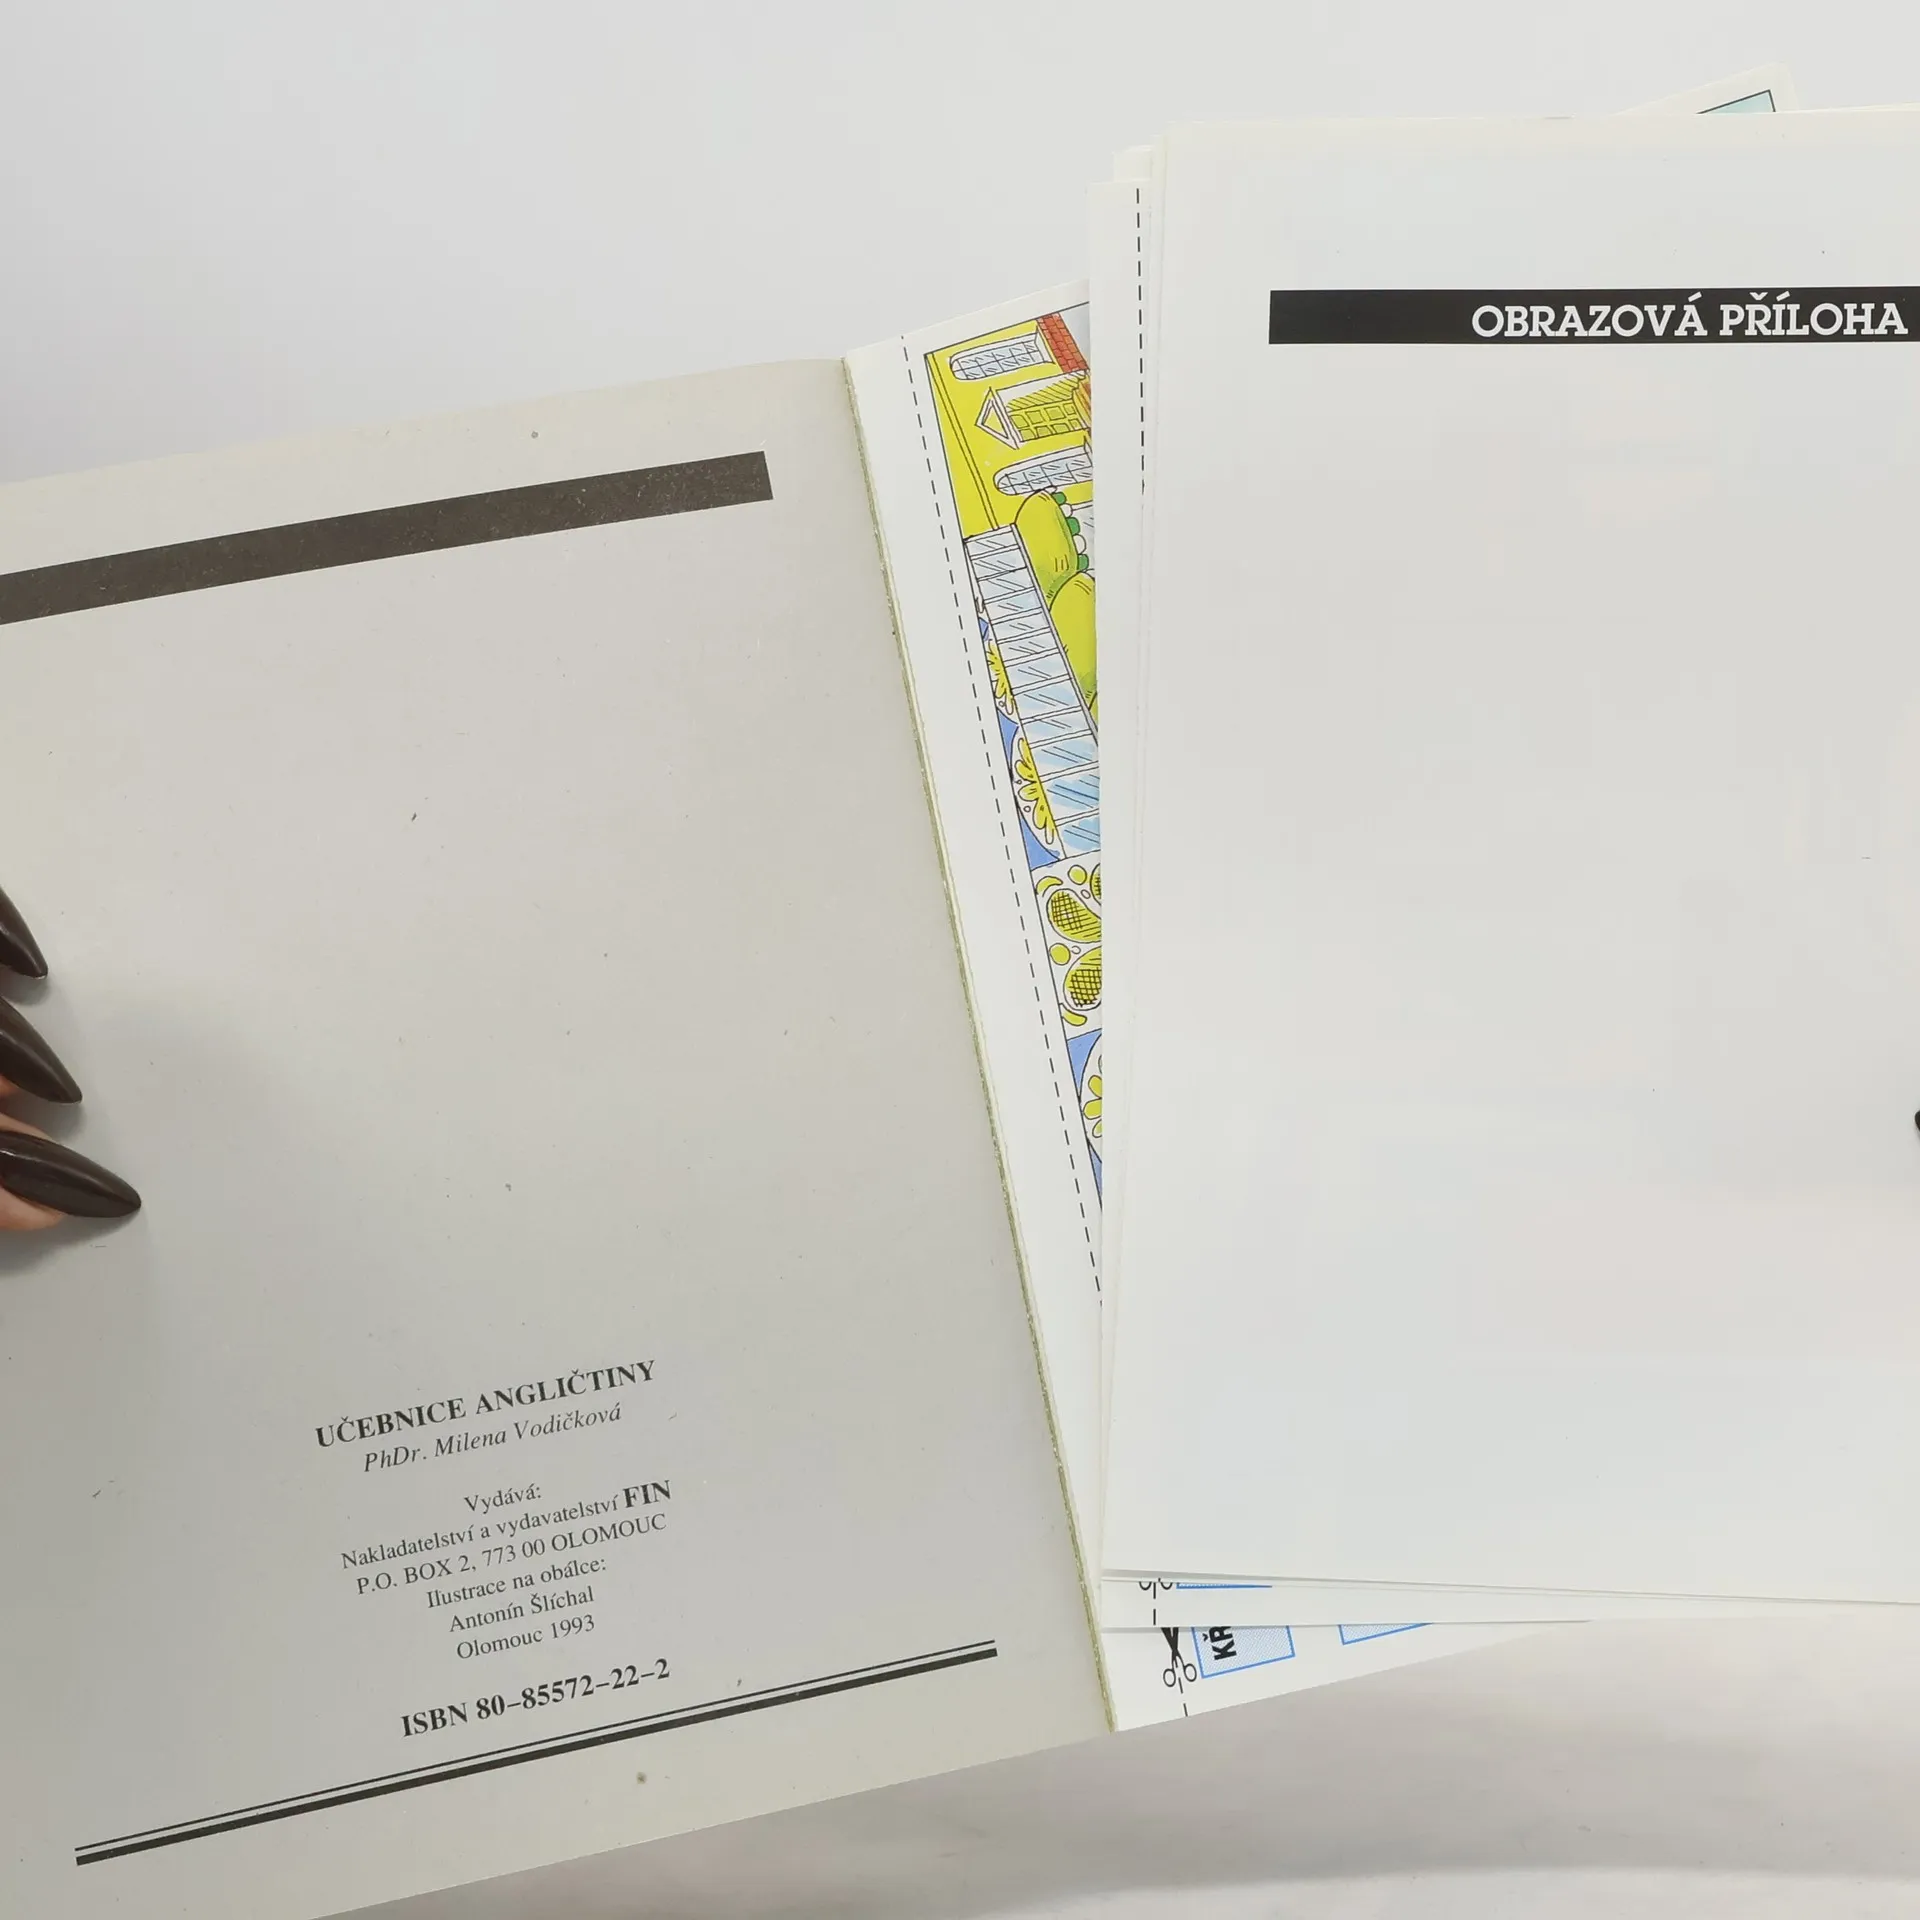 UČEBNICE ANGLIČTINY
PhDr. Milena Vodičková
Vydává:
Nakladatelství a vydavatelství FIN
P.O. BOX 2, 773 00 OLOMOUC
Ilustrace na obálce:
Antonín Šlíchal
Olomouc 1993
ISBN 80-85572-22-2
OBRAZOVÁ PŘÍLOHA